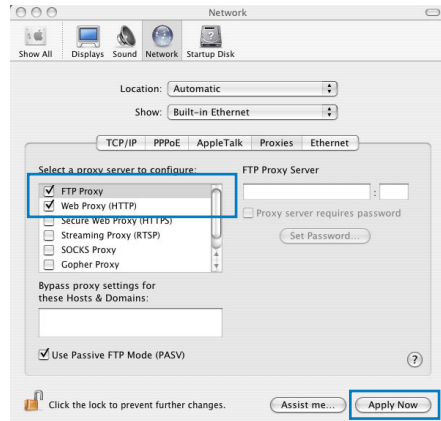 Network
Show All Displays Sound Network Startup Disk
Location: Automatic
Show: Built-in Ethernet
TCP/IP PPPoE AppleTalk Proxies Ethernet
Select a proxy server to configure: FTP Proxy Server
FTP Proxy
:
Web Proxy (HTTP)
Proxy server requires password
Secure Web Proxy (HTTPS)
Streaming Proxy (RTSP) Set Password...
SOCKS Proxy
Gopher Proxy
Bypass proxy settings for
these Hosts & Domains:
Use Passive FTP Mode (PASV) ?
Click the lock to prevent further changes. Assist me... Apply Now